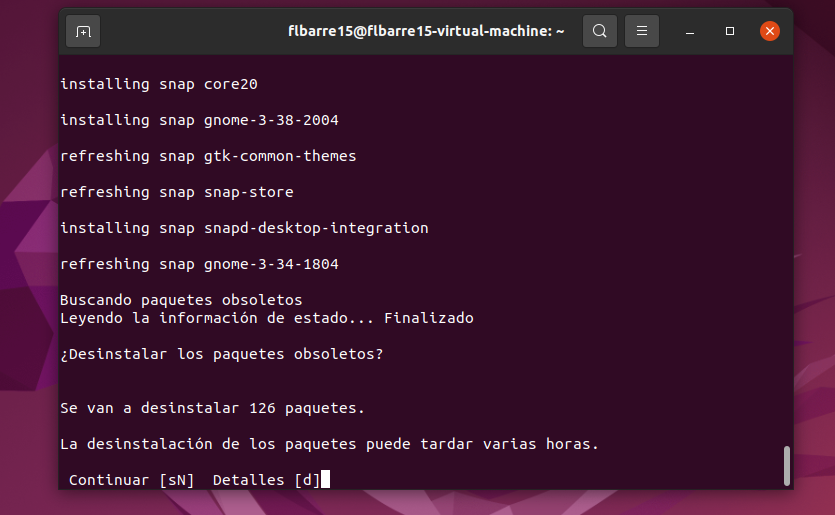 flbarre15@flbarre15-virtual-machine: ~
installing snap core20
installing snap gnome-3-38-2004
refreshing snap gtk-common-themes
refreshing snap snap-store
installing snap snapd-desktop-integration
refreshing snap gnome-3-34-1804
Buscando paquetes obsoletos
Leyendo la información de estado... Finalizado
¿Desinstalar los paquetes obsoletos?
Se van a desinstalar 126 paquetes.
La desinstalación de los paquetes puede tardar varias horas.
Continuar [sN]  Detalles [d]